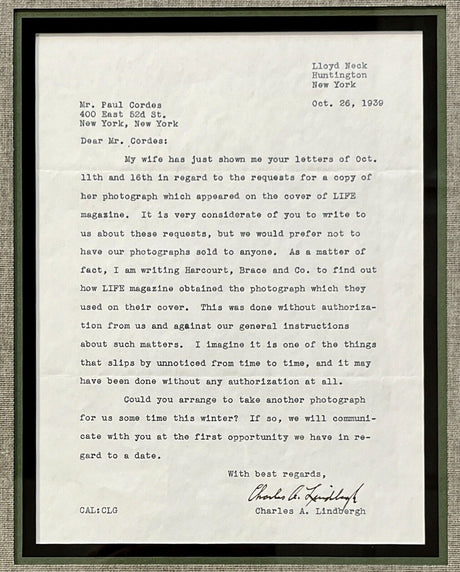 Lloyd Neck
Huntington
New York
Oct. 26, 1939
Mr. Paul Cordes
400 East 52d St.
New York, New York
Dear Mr. Cordes:
My wife has just shown me your letters of Oct.
11th and 16th in regard to the requests for a copy of
her photograph which appeared on the cover of LIFE
magazine. It is very considerate of you to write to
us about these requests, but we would prefer not to
have our photographs sold to anyone. As a matter of
fact, I am writing Harcourt, Brace and Co. to find out
how LIFE magazine obtained the photograph which they
used on their cover. This was done without authoriza-
tion from us and against our general instructions
about such matters. I imagine it is one of the things
that slips by unnoticed from time to time, and it may
have been done without any authorization at all.
Could you arrange to take another photograph
for us some time this winter? If so, we will communi-
cate with you at the first opportunity we have in re-
gard to a date.
With best regards,
Charles A. Lindbergh
CAL:CLG
Charles A. Lindbergh